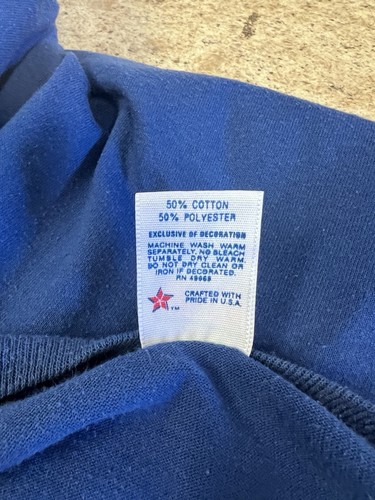 50% COTTON
50% POLYESTER
EXCLUSIVE OF DECORATION
MACHINE WASH WARM
SEPARATELY. NO BLEACH
TUMBLE DRY WARM.
DO NOT DRY CLEAN OR
IRON IF DECORATED.
RN
CRAFTED WITH
PRIDE IN U.S.A.
TM